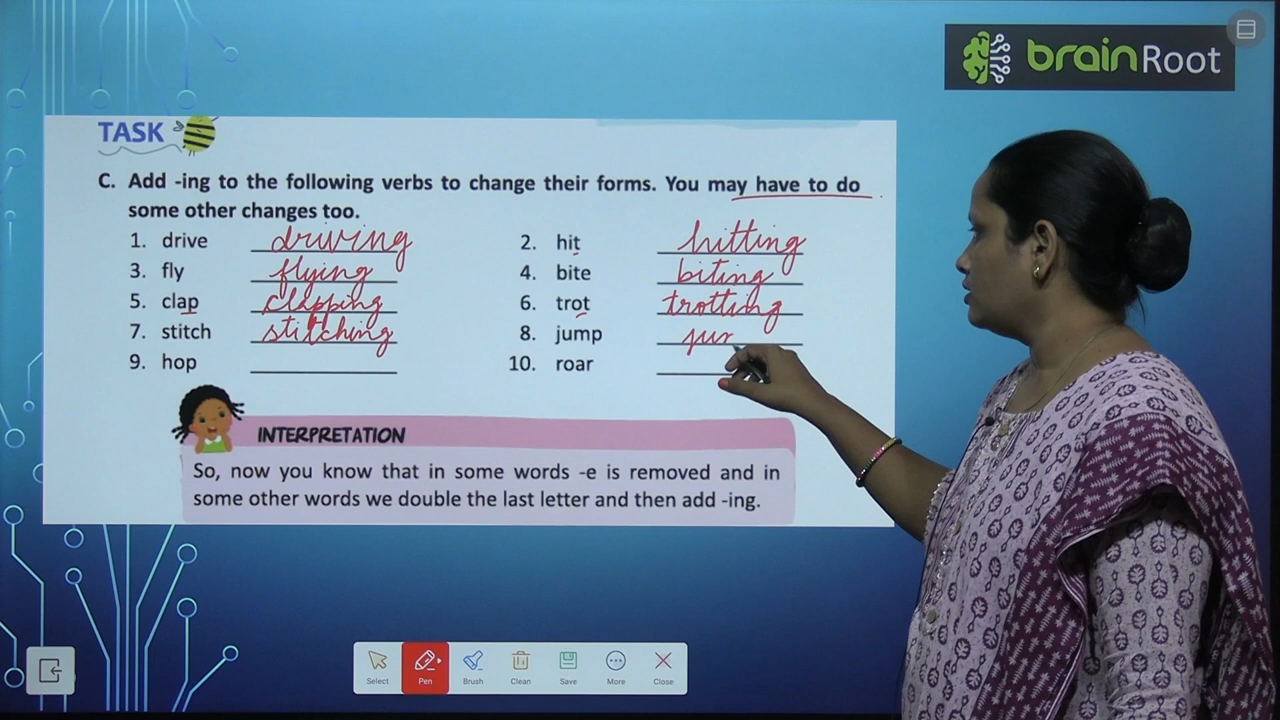 brainRoot
TASK
C. Add -ing to the following verbs to change their forms. You may have to do
some other changes too.
1. drive driving 2. hit hitting
3. fly flying 4. bite biting
5. clap clapping 6. trot trotting
7. stitch stitching 8. jump jum
9. hop 10. roar
INTERPRETATION
So, now you know that in some words -e is removed and in
some other words we double the last letter and then add -ing.
Select Pen Brush Clean Save More Close